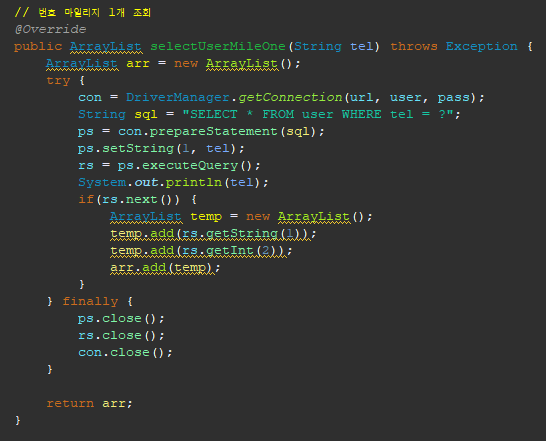 // 번호 마일리지 1개 조회
@Override
public ArrayList selectUserMileOne(String tel) throws Exception {
    ArrayList arr = new ArrayList();
    try {
        con = DriverManager.getConnection(url, user, pass);
        String sql = "SELECT * FROM user WHERE tel = ?";
        ps = con.prepareStatement(sql);
        ps.setString(1, tel);
        rs = ps.executeQuery();
        System.out.println(tel);
        if(rs.next()) {
            ArrayList temp = new ArrayList();
            temp.add(rs.getString(1));
            temp.add(rs.getInt(2));
            arr.add(temp);
        }
    } finally {
        ps.close();
        rs.close();
        con.close();
    }

    return arr;
}